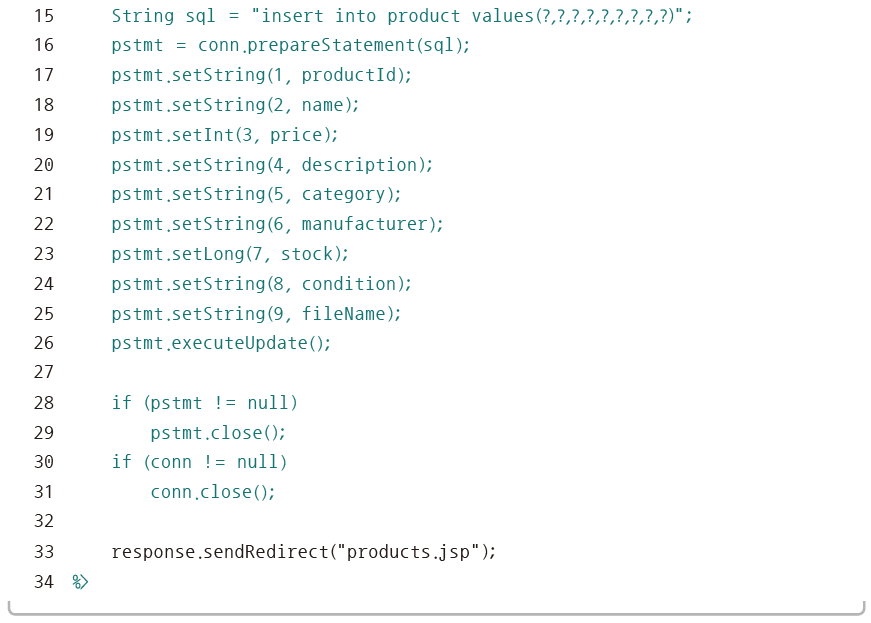 15 String sql = "insert into product values(?,?,?,?,?,?,?,?,?)";
16 pstmt = conn.prepareStatement(sql);
17 pstmt.setString(1, productId);
18 pstmt.setString(2, name);
19 pstmt.setInt(3, price);
20 pstmt.setString(4, description);
21 pstmt.setString(5, category);
22 pstmt.setString(6, manufacturer);
23 pstmt.setLong(7, stock);
24 pstmt.setString(8, condition);
25 pstmt.setString(9, fileName);
26 pstmt.executeUpdate();
27
28 if (pstmt != null)
29 pstmt.close();
30 if (conn != null)
31 conn.close();
32
33 response.sendRedirect("products.jsp");
34 %>